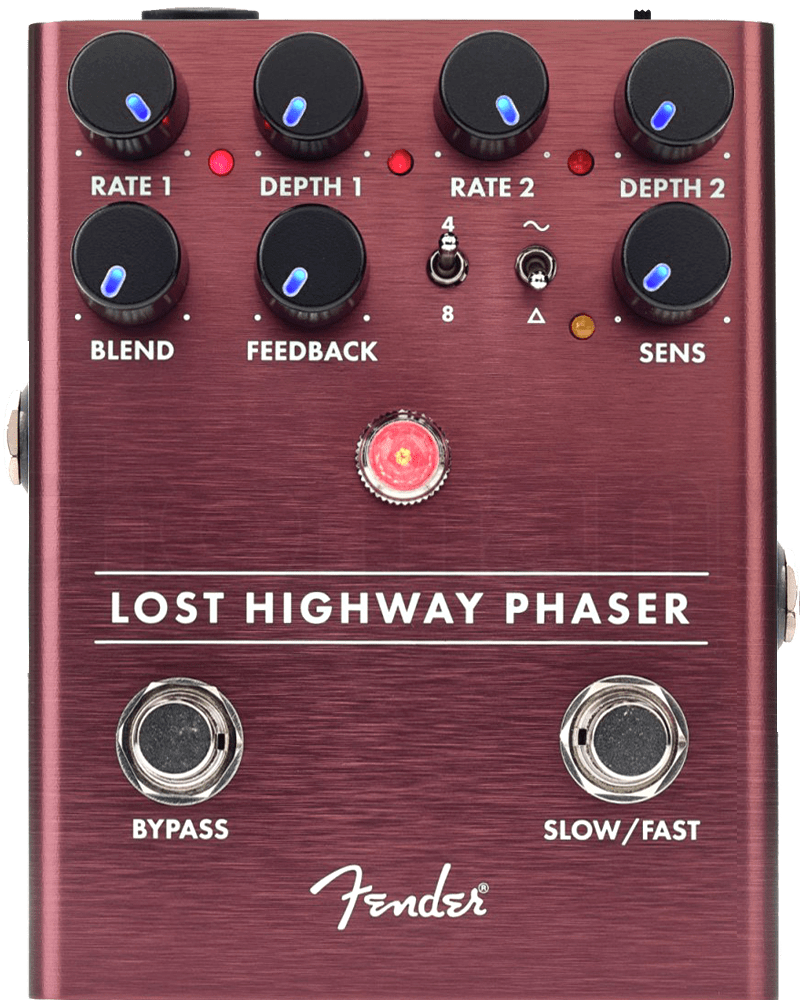 RATE 1 DEPTH 1 RATE 2 DEPTH 2
4
8
BLEND FEEDBACK SENS
LOST HIGHWAY PHASER
BYPASS SLOW/FAST
Fender®